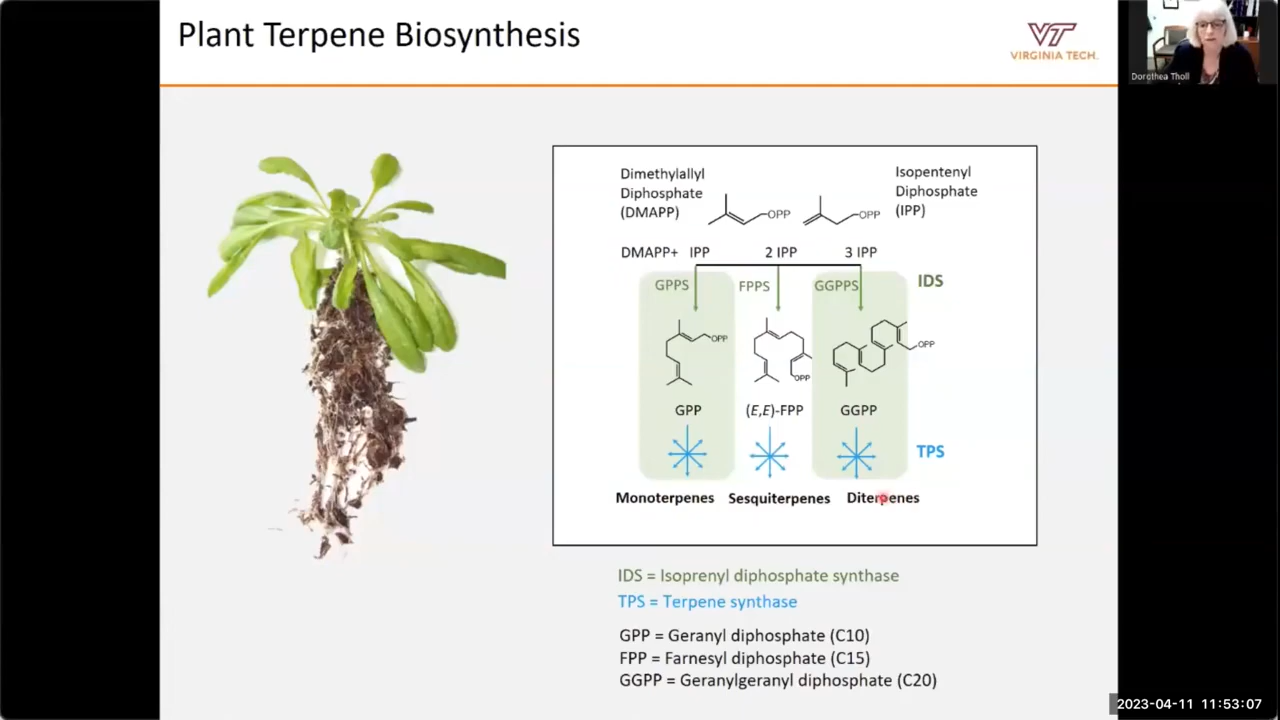 Plant Terpene Biosynthesis
VT
VIRGINIA TECH.
Dorothea Tholl
Dimethylallyl
Diphosphate
(DMAPP)
OPP
OPP
Isopentenyl
Diphosphate
(IPP)
DMAPP+ IPP 2 IPP 3 IPP
GPPS FPPS GGPPS IDS
OPP
OPP
OPP
GPP (E,E)-FPP GGPP
TPS
Monoterpenes Sesquiterpenes Diterpenes
IDS = Isoprenyl diphosphate synthase
TPS = Terpene synthase
GPP = Geranyl diphosphate (C10)
FPP = Farnesyl diphosphate (C15)
GGPP = Geranylgeranyl diphosphate (C20)
2023-04-11 11:53:07